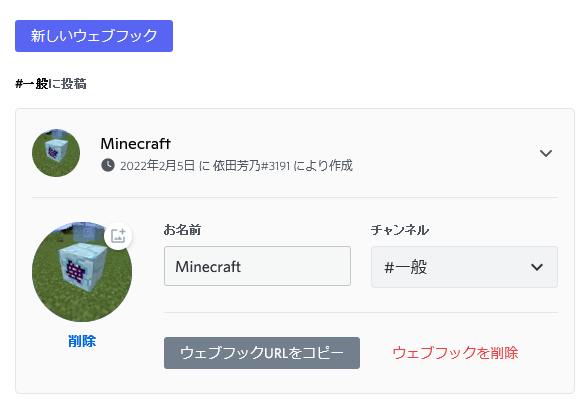 新しいウェブフック
#一般に投稿
Minecraft
2022年2月5日 に 依田芳乃#3191 により作成
お名前
チャンネル
Minecraft
#一般
削除
ウェブフックURLをコピー
ウェブフックを削除